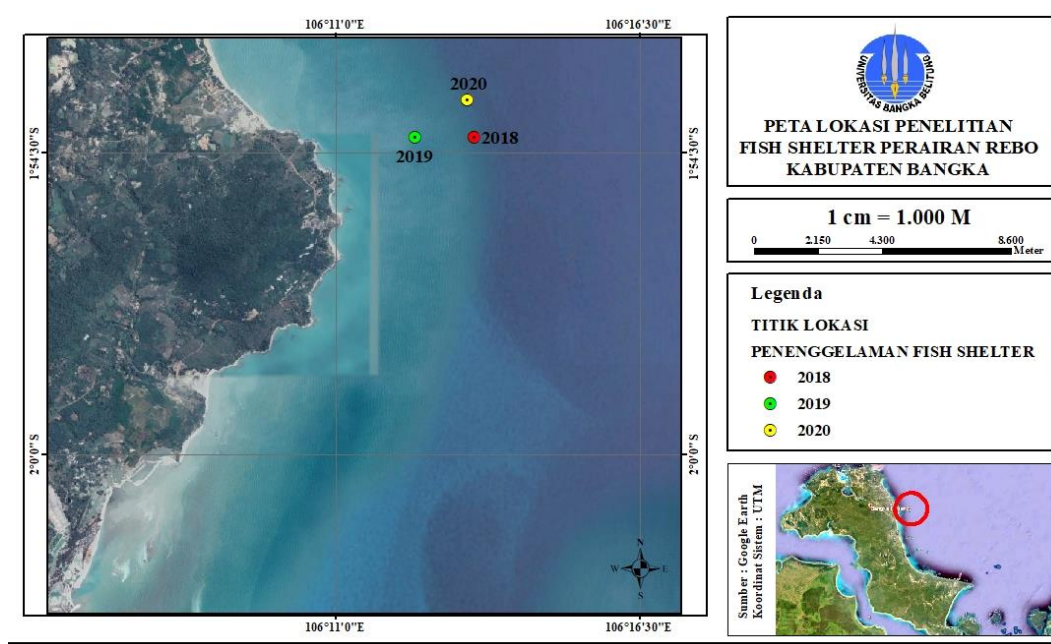 106°11'0"E
106°16'30"E
1°54'30"S
1°54'30"S
2020
2018
2019
2°0'0"S
2°0'0"S
N
W
E
S
106°11'0"E
106°16'30"E
UNIVERSITAS BANGKA BELITUNG
PETA LOKASI PENELITIAN
FISH SHELTER PERAIRAN REBO
KABUPATEN BANGKA
1 cm = 1.000 M
0 2.150 4.300 8.600
Meter
Legenda
TITIK LOKASI
PENENGGELAMAN FISH SHELTER
2018
2019
2020
Sumber : Google Earth
Koordinat Sistem : UTM